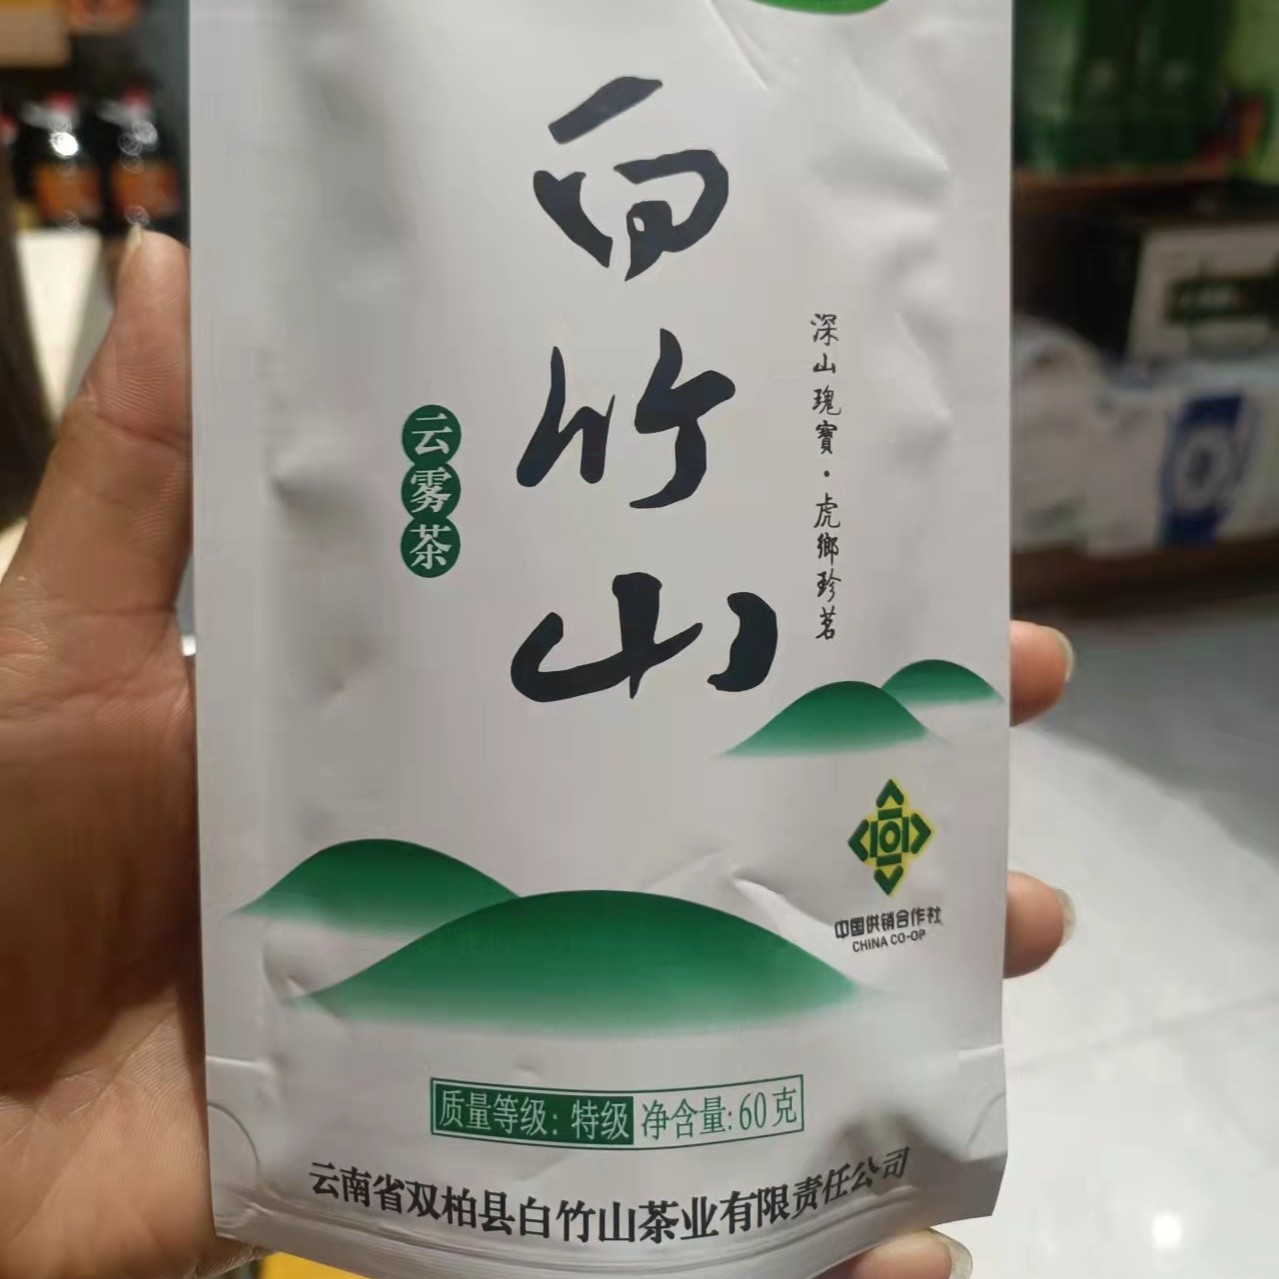 白竹山
深山瑰寶·虎鄉珍茗
云雾茶
中国供销合作社
CHINA CO-OP
质量等级：特级 净含量：60克
云南省双柏县白竹山茶业有限责任公司